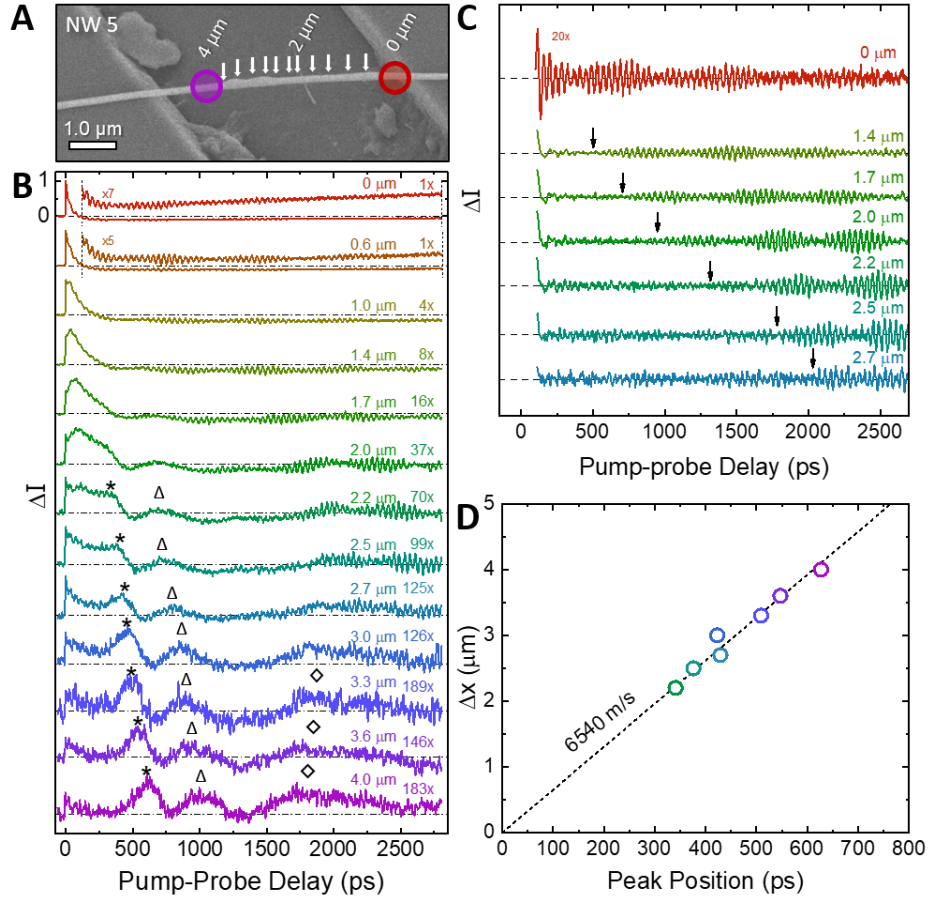 A
NW 5
4 μm
2 μm
0 μm
1.0 μm
B
1
0
x7
0 μm
1x
x5
0.6 μm
1x
1.0 μm
4x
1.4 μm
8x
1.7 μm
16x
2.0 μm
37x
* Δ
2.2 μm
70x
* Δ
2.5 μm
99x
* Δ
2.7 μm
125x
* Δ
3.0 μm
126x
* Δ ◇
3.3 μm
189x
* Δ ◇
3.6 μm
146x
* Δ ◇
4.0 μm
183x
ΔI
0 500 1000 1500 2000 2500
Pump-Probe Delay (ps)
C
20x
0 μm
1.4 μm
1.7 μm
2.0 μm
2.2 μm
2.5 μm
2.7 μm
ΔI
0 500 1000 1500 2000 2500
Pump-probe Delay (ps)
D
5
4
3
2
1
0
Δx (μm)
6540 m/s
0 100 200 300 400 500 600 700 800
Peak Position (ps)